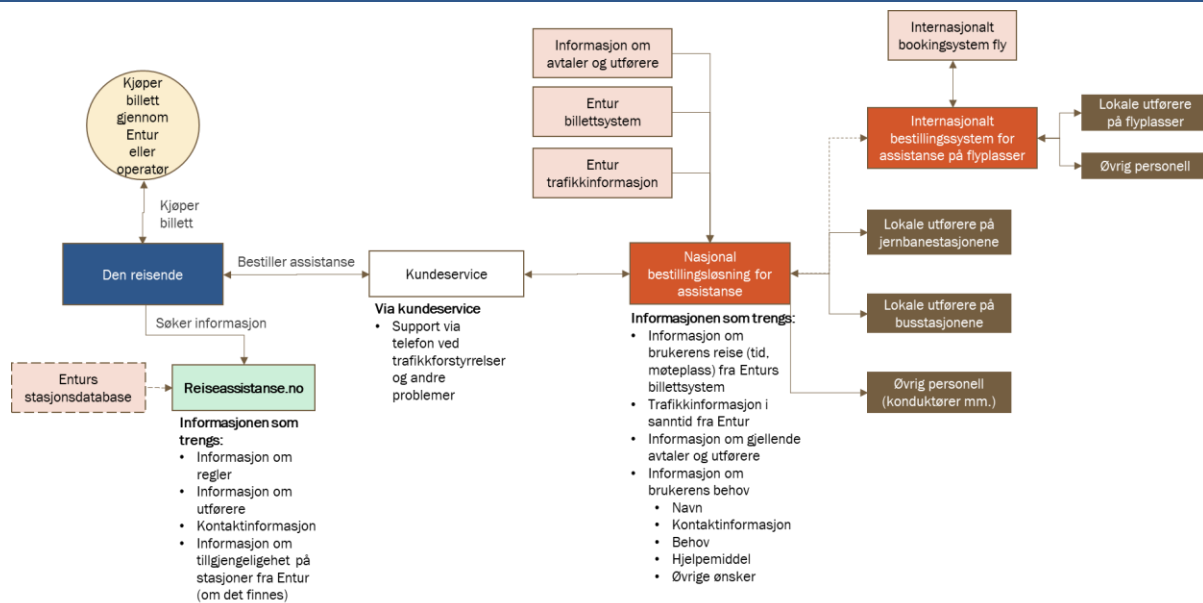 Kjøper
billett
gjennom
Entur
eller
operatør
Kjøper
billett
Den reisende
Bestiller assistanse
Søker informasjon
Enturs
stasjonsdatabase
Reiseassistanse.no
Informasjonen som
trengs:
• Informasjon om
regler
• Informasjon om
utførere
• Kontaktinformasjon
• Informasjon om
tillgjengeligehet på
stasjoner fra Entur
(om det finnes)
Kundeservice
Via kundeservice
• Support via
telefon ved
trafikkforstyrrelser
og andre
problemer
Informasjon om
avtaler og utførere
Entur
billettsystem
Entur
trafikkinformasjon
Nasjonal
bestillingsløsning for
assistanse
Informasjonen som trengs:
• Informasjon om
brukerens reise (tid,
møteplass) fra Enturs
billettsystem
• Trafikkinformasjon i
sanntid fra Entur
• Informasjon om gjellende
avtaler og utførere
• Informasjon om
brukerens behov
• Navn
• Kontaktinformasjon
• Behov
• Hjelpemiddel
• Øvrige ønsker
Internasjonalt
bookingsystem fly
Internasjonalt
bestillingssystem for
assistanse på flyplasser
Lokale utførere
på flyplasser
Øvrig personell
Lokale utførere på
jernbanestasjonene
Lokale utførere på
busstasjonene
Øvrig personell
(konduktører mm.)